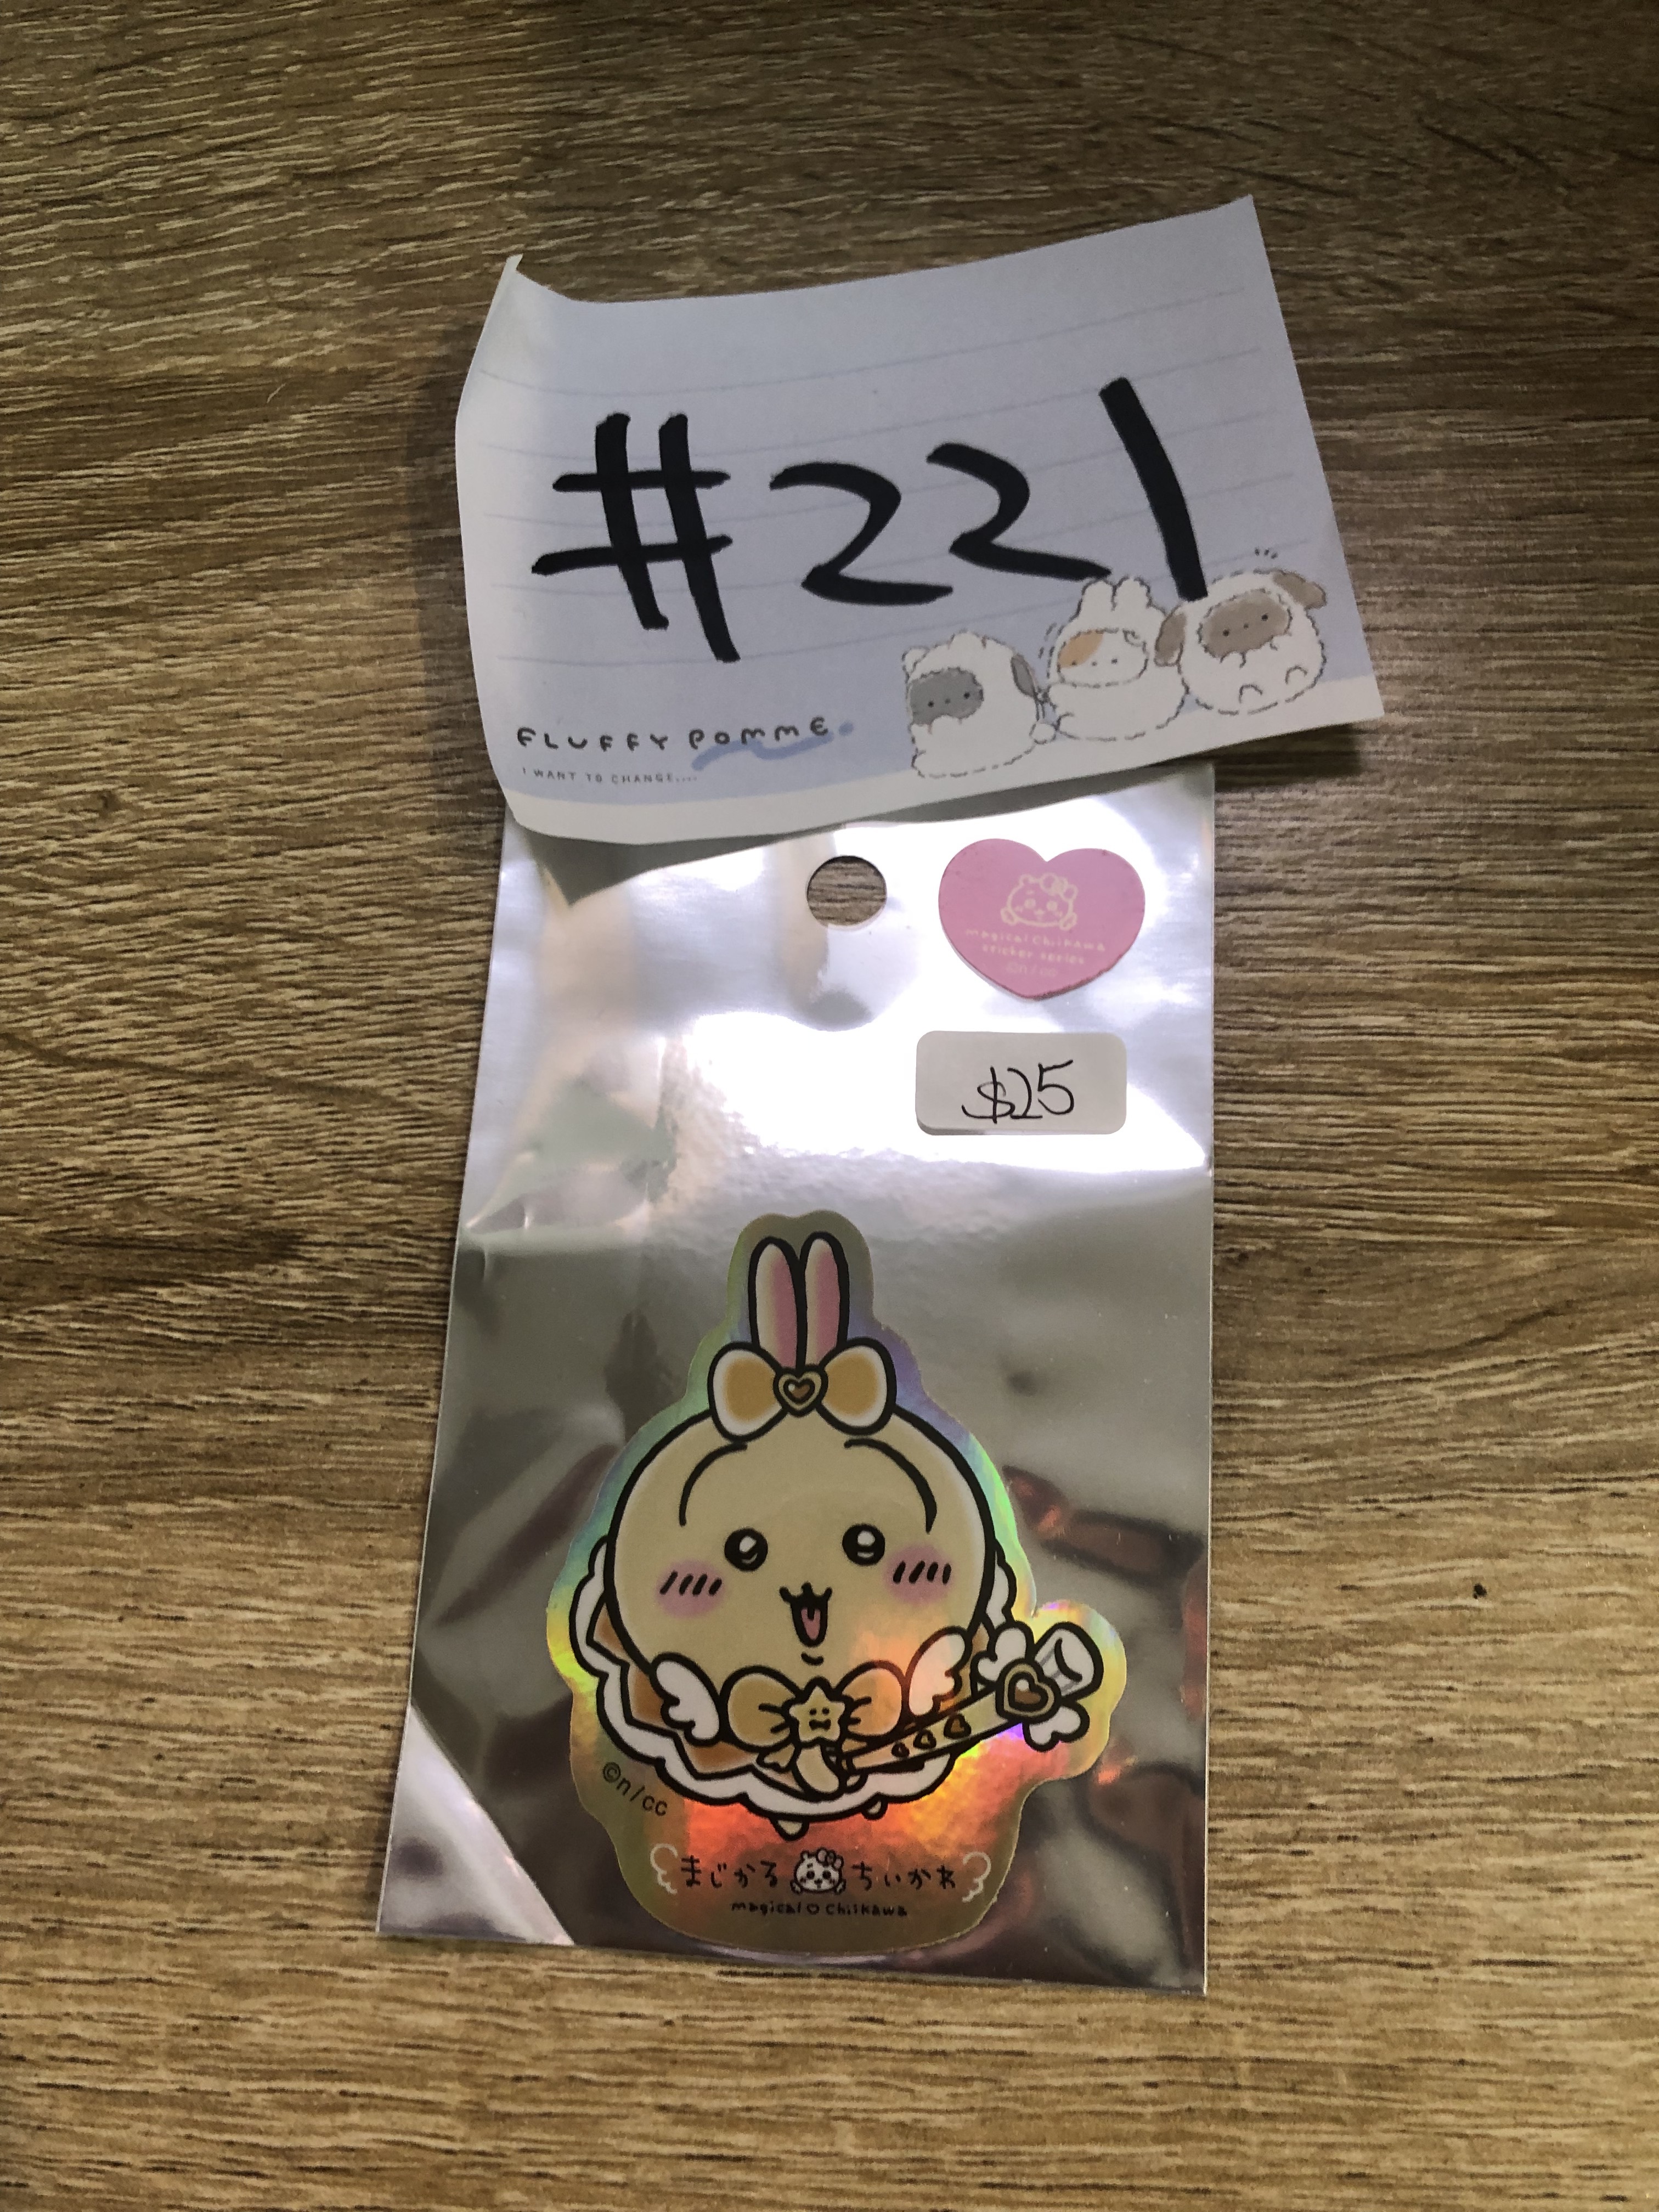 #221
FLUFFY POMME
I WANT TO CHANGE....
magical Chiikawa
sticker series
©n/cc
$25
©n/cc
まじかる ちいかわ
magical♡Chiikawa